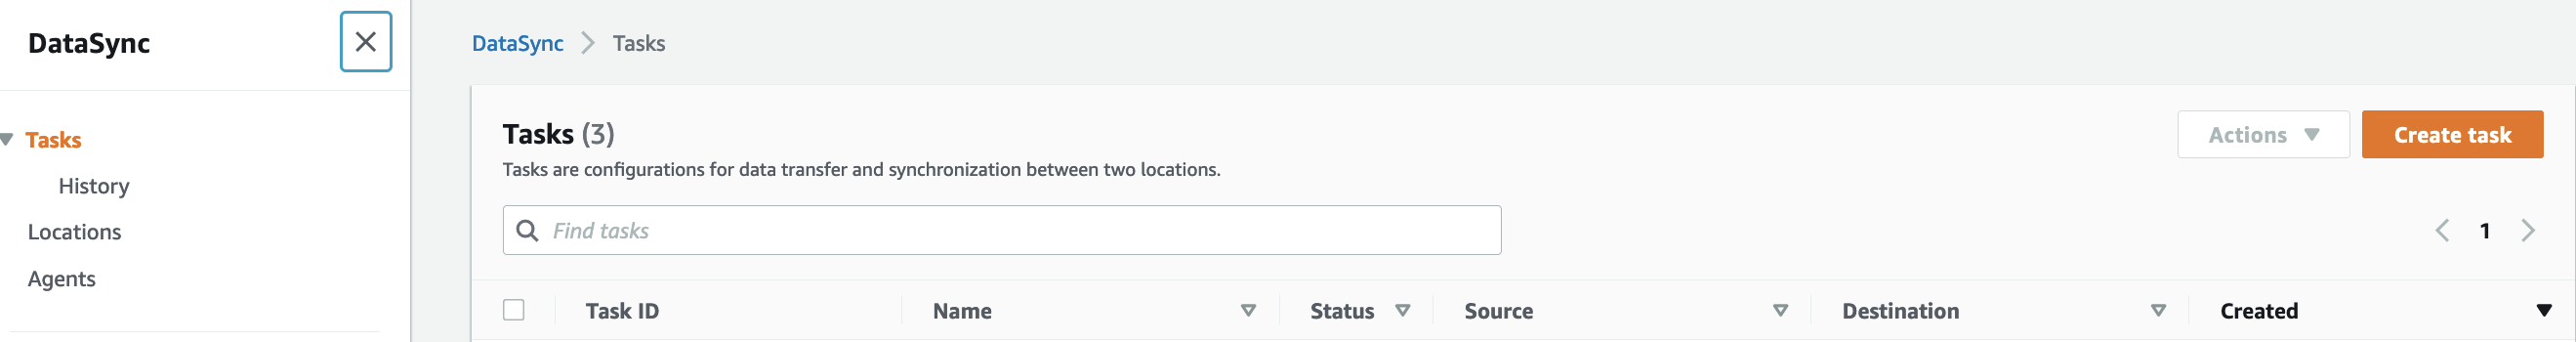 DataSync
Tasks
History
Locations
Agents
DataSync Tasks
Tasks (3)
Tasks are configurations for data transfer and synchronization between two locations.
Actions Create task
Find tasks
1
Task ID Name Status Source Destination Created